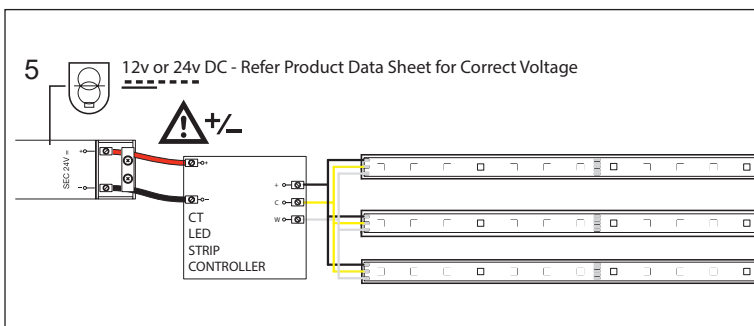 5
12v or 24v DC - Refer Product Data Sheet for Correct Voltage
+/-
SEC 24V =
+
-
+
-
CT
LED
STRIP
CONTROLLER
+
C
W